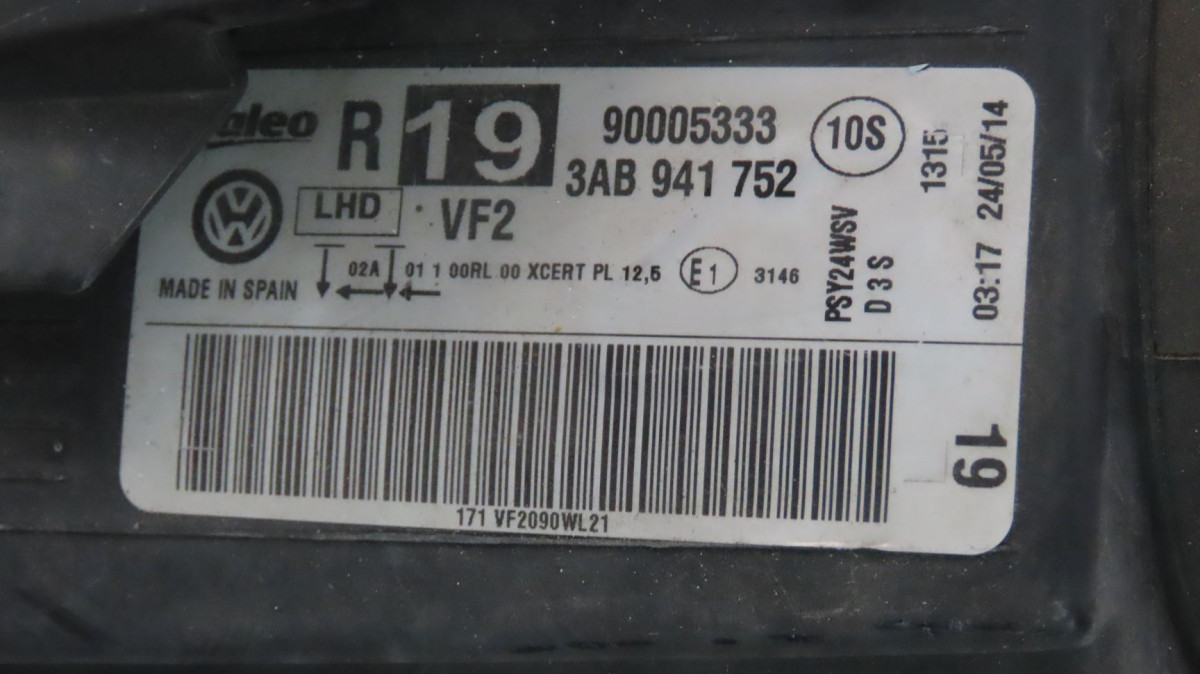 aleo R 19 90005333 10S
3AB 941 752
LHD VF2
02A 01 1 00RL 00 XCERT PL 12,5 E1 3146
MADE IN SPAIN
PSY24WSV
D3S
1315
03:17 24/05/14
19
171 VF2090WL21